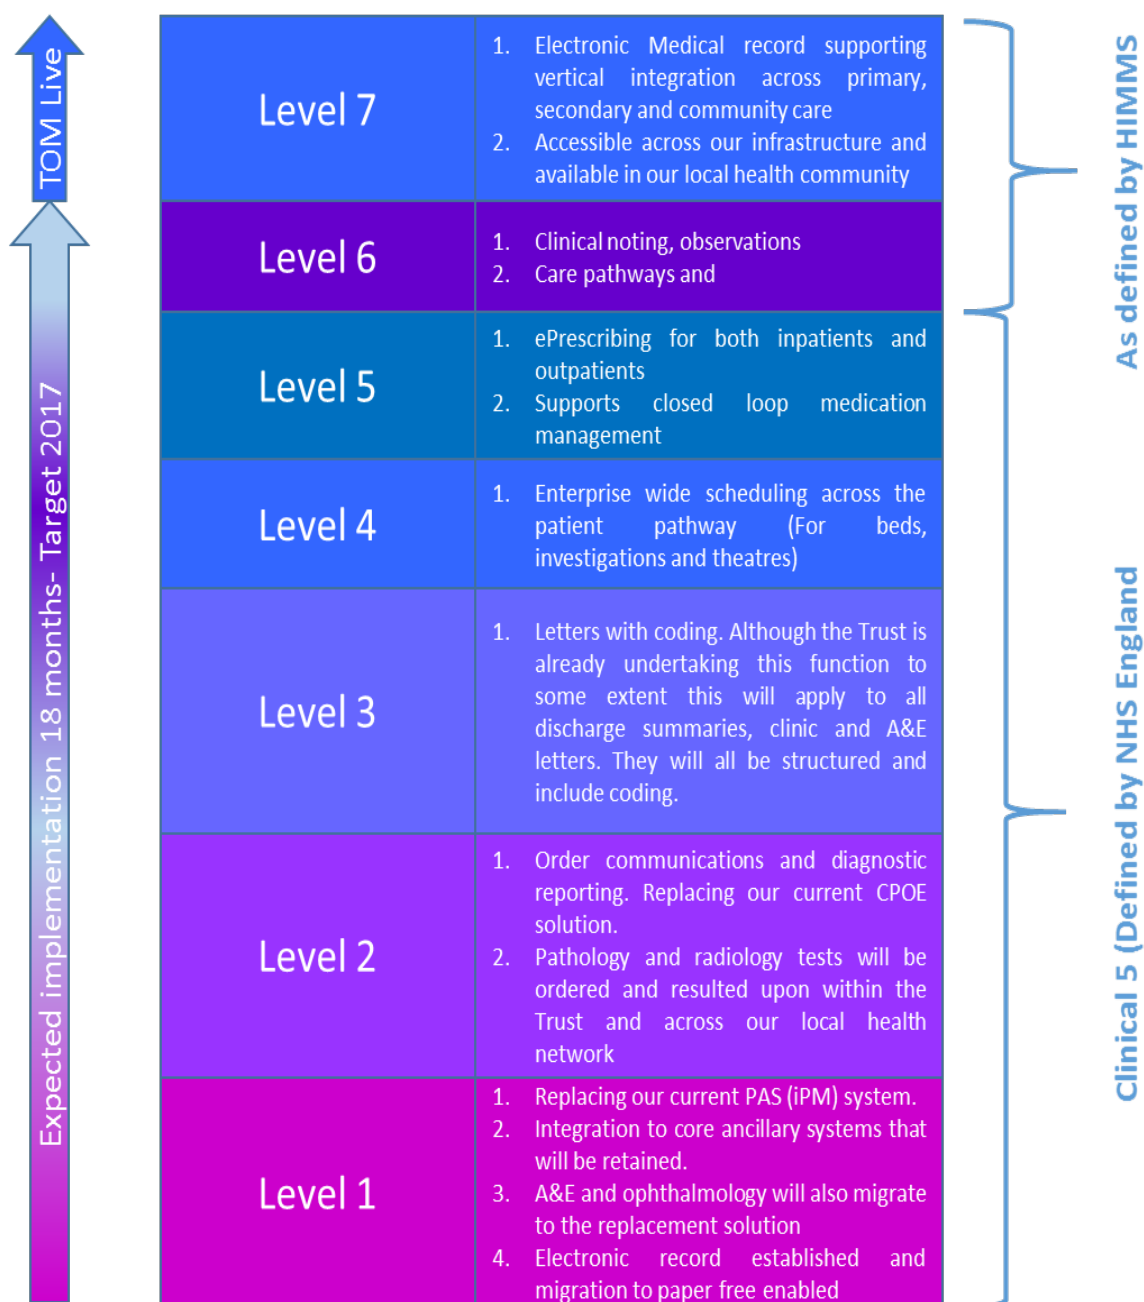 TOM Live
Expected implementation 18 months- Target 2017
Level 7
1. Electronic Medical record supporting
vertical integration across primary,
secondary and community care
2. Accessible across our infrastructure and
available in our local health community
Level 6
1. Clinical noting, observations
2. Care pathways and
Level 5
1. ePrescribing for both inpatients and
outpatients
2. Supports closed loop medication
management
Level 4
1. Enterprise wide scheduling across the
patient pathway (For beds,
investigations and theatres)
Level 3
1. Letters with coding. Although the Trust is
already undertaking this function to
some extent this will apply to all
discharge summaries, clinic and A&E
letters. They will all be structured and
include coding.
Level 2
1. Order communications and diagnostic
reporting. Replacing our current CPOE
solution.
2. Pathology and radiology tests will be
ordered and resulted upon within the
Trust and across our local health
network
Level 1
1. Replacing our current PAS (iPM) system.
2. Integration to core ancillary systems that
will be retained.
3. A&E and ophthalmology will also migrate
to the replacement solution
4. Electronic record established and
migration to paper free enabled
As defined by HIMMS
Clinical 5 (Defined by NHS England